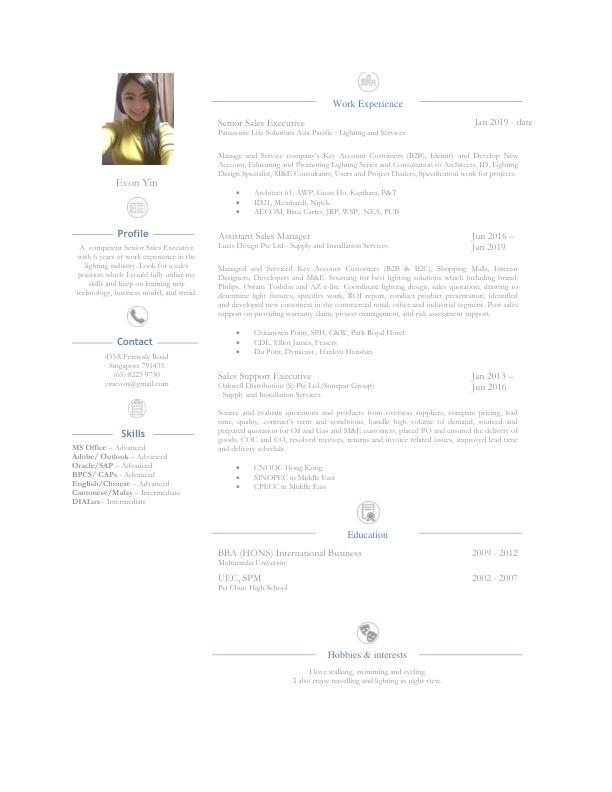 Evon Yin
Profile
A competent Senior Sales Executive
with 6 years of work experience in the
lighting industry. Look for a sales
position which I could fully utilize my
skills and keep on learning new
technology, business model, and trend.
Contact
435A Fernvale Road
Singapore 791435
(65) 8223 9730
yinevon@gmail.com
Skills
MS Office – Advanced
Adobe/ Outlook – Advanced
Oracle/SAP – Advanced
BPCS/ CAPs - Advanced
English/Chinese – Advanced
Cantonese/Malay – Intermediate
DIALux - Intermediate
Work Experience
Senior Sales Executive Jan 2019 - date
Panasonic Life Solutions Asia Pacific - Lighting and Services
Manage and Service company's Key Account Customers (B2B), Identify and Develop New
Account, Educating and Promoting Lighting Series and Consultation to Architects, ID, Lighting
Design Specialist, M&E Consultants, Users and Project Dealers, Specification work for projects.
• Architect 61, AWP, Guan Ho, Kurihara, P&T
• ID21, Meinhardt, Nipek
• AECOM, Beca Carter, JRP, WSP, NEA, PUB
Assistant Sales Manager Jun 2016 –
Lucis Design Pte Ltd - Supply and Installation Services Jan 2019
Managed and Serviced Key Account Customers (B2B & B2C), Shopping Malls, Interior
Designers, Developers and M&E. Sourcing for best lighting solutions which including brand:
Philips, Osram Toshiba and AZ e-lite. Coordinate lighting design, sales quotation, drawing to
determine light fixtures, specifies work, ROI report, conduct product presentation, identified
and developed new customers in the commercial retail, office and industrial segment. Post sales
support on providing warranty claim, project management, and risk assessment support.
• Chinatown Point, SPH, C&W, Park Royal Hotel
• CDL, Elliot James, Frasers
• Du Pont, Dynacast , Hankyu Hanshin
Sales Support Executive Jan 2013 –
Oakwell Distribution (S) Pte Ltd (Sonepar Group) Jun 2016
- Supply and Installation Services
Source and evaluate quotations and products from overseas suppliers, compare pricing, lead
time, quality, contract's term and conditions, handle high volume of demand, sourced and
prepared quotation for Oil and Gas and M&E customers, placed PO and ensured the delivery of
goods, COC and CO, resolved receives, returns and invoice related issues, improved lead time
and delivery schedule.
• CNOOC Hong Kong
• SINOPEC in Middle East
• CPECC in Middle East
Education
BBA (HONS) International Business 2009 - 2012
Multimedia University
UEC, SPM 2002 - 2007
Pei Chun High School
Hobbies & interests
I love walking, swimming and cycling.
I also enjoy travelling and lighting in night view.